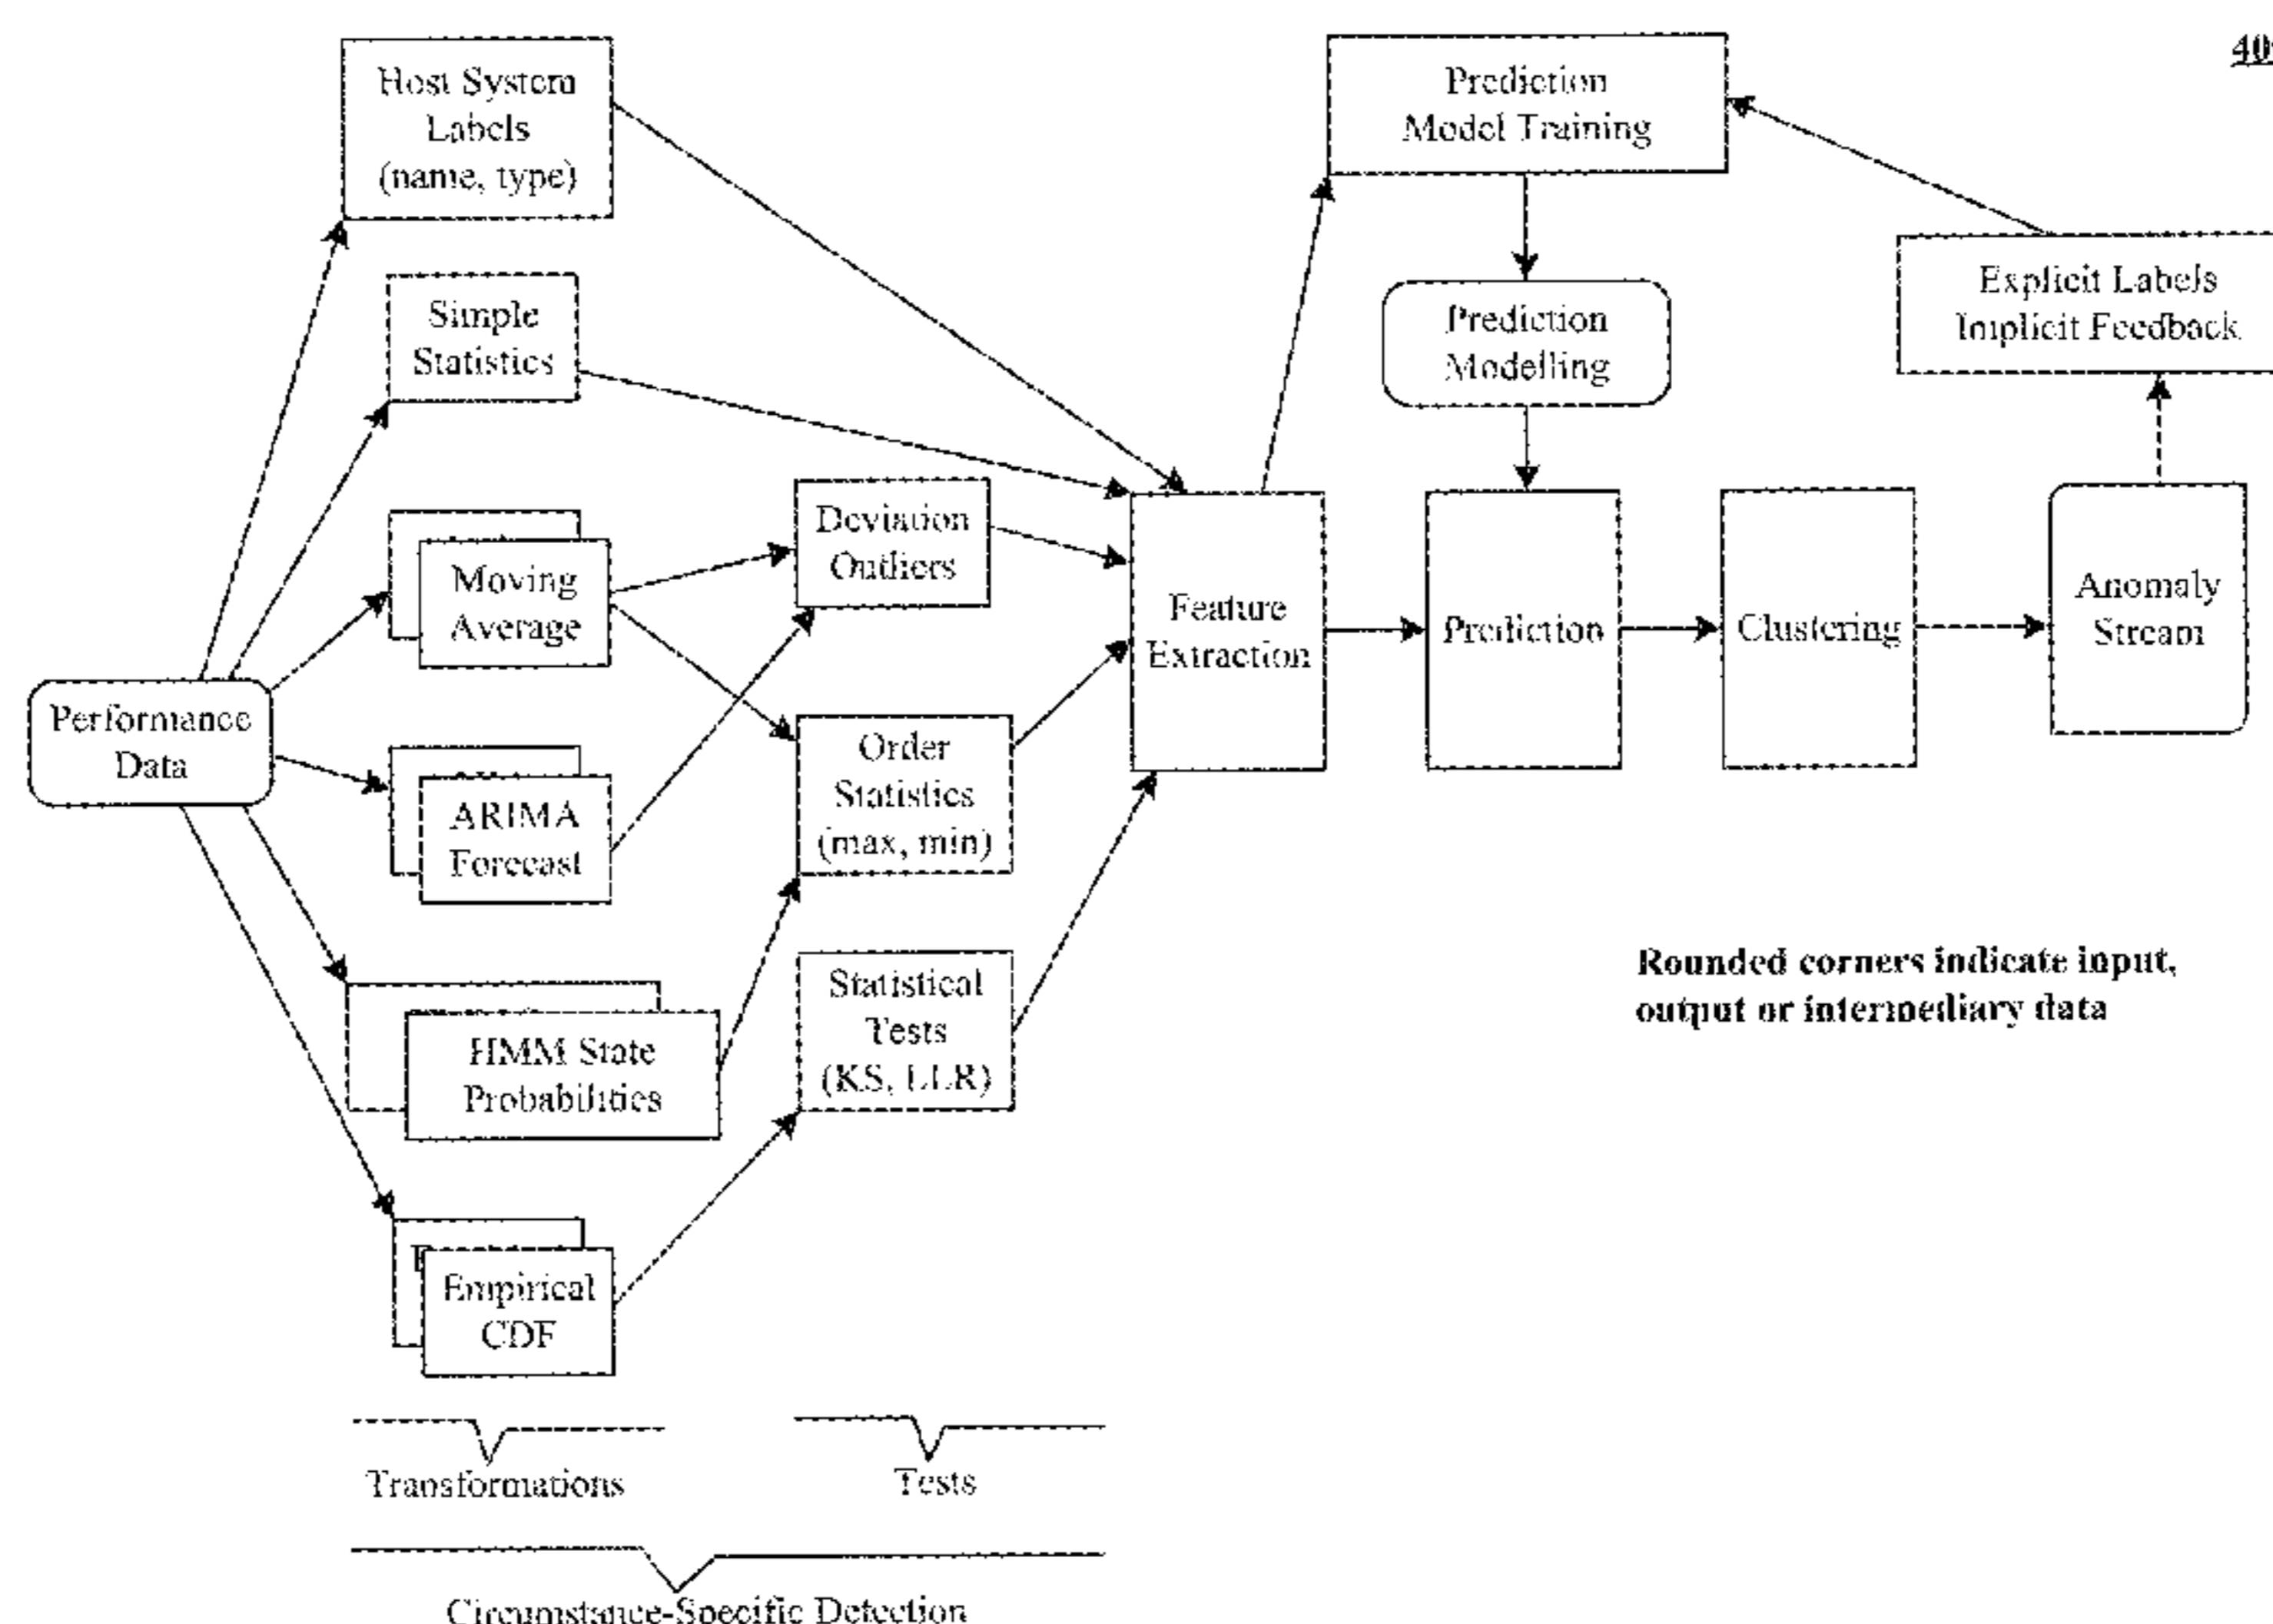 Host System
Labels
(name, type)
Prediction
Model Training
Simple
Statistics
Prediction
Modelling
Explicit Labels
Implicit Feedback
Moving
Average
Deviation
Outliers
Feature
Extraction
Prediction
Clustering
Anomaly
Stream
Performance
Data
ARIMA
Forecast
Order
Statistics
(max, min)
HMM State
Probabilities
Statistical
Tests
(KS, LLR)
Rounded corners indicate input,
output or intermediary data
Empirical
CDF
Transformations
Tests
Circumstance-Specific Detection